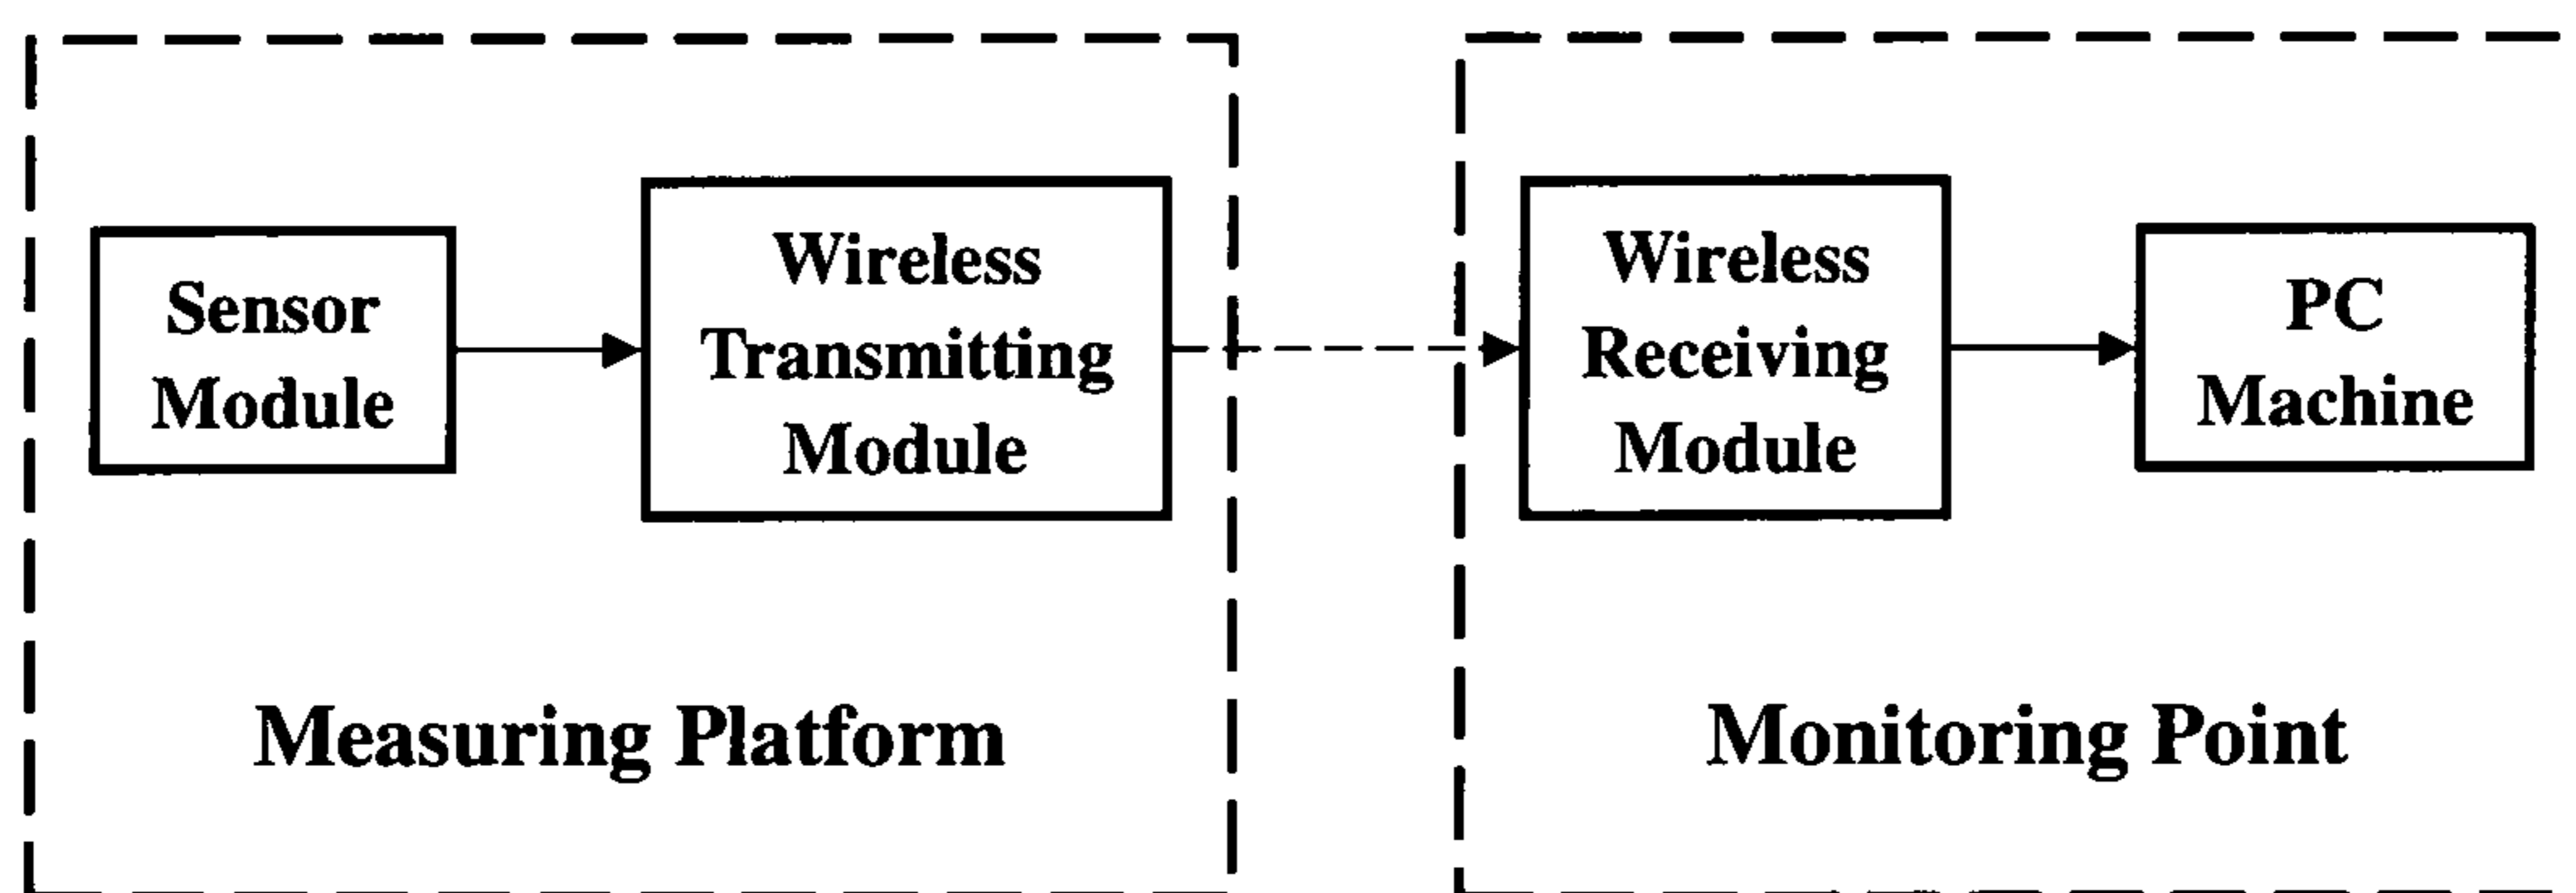 Sensor
Module
Wireless
Transmitting
Module
Wireless
Receiving
Module
PC
Machine
Measuring Platform
Monitoring Point